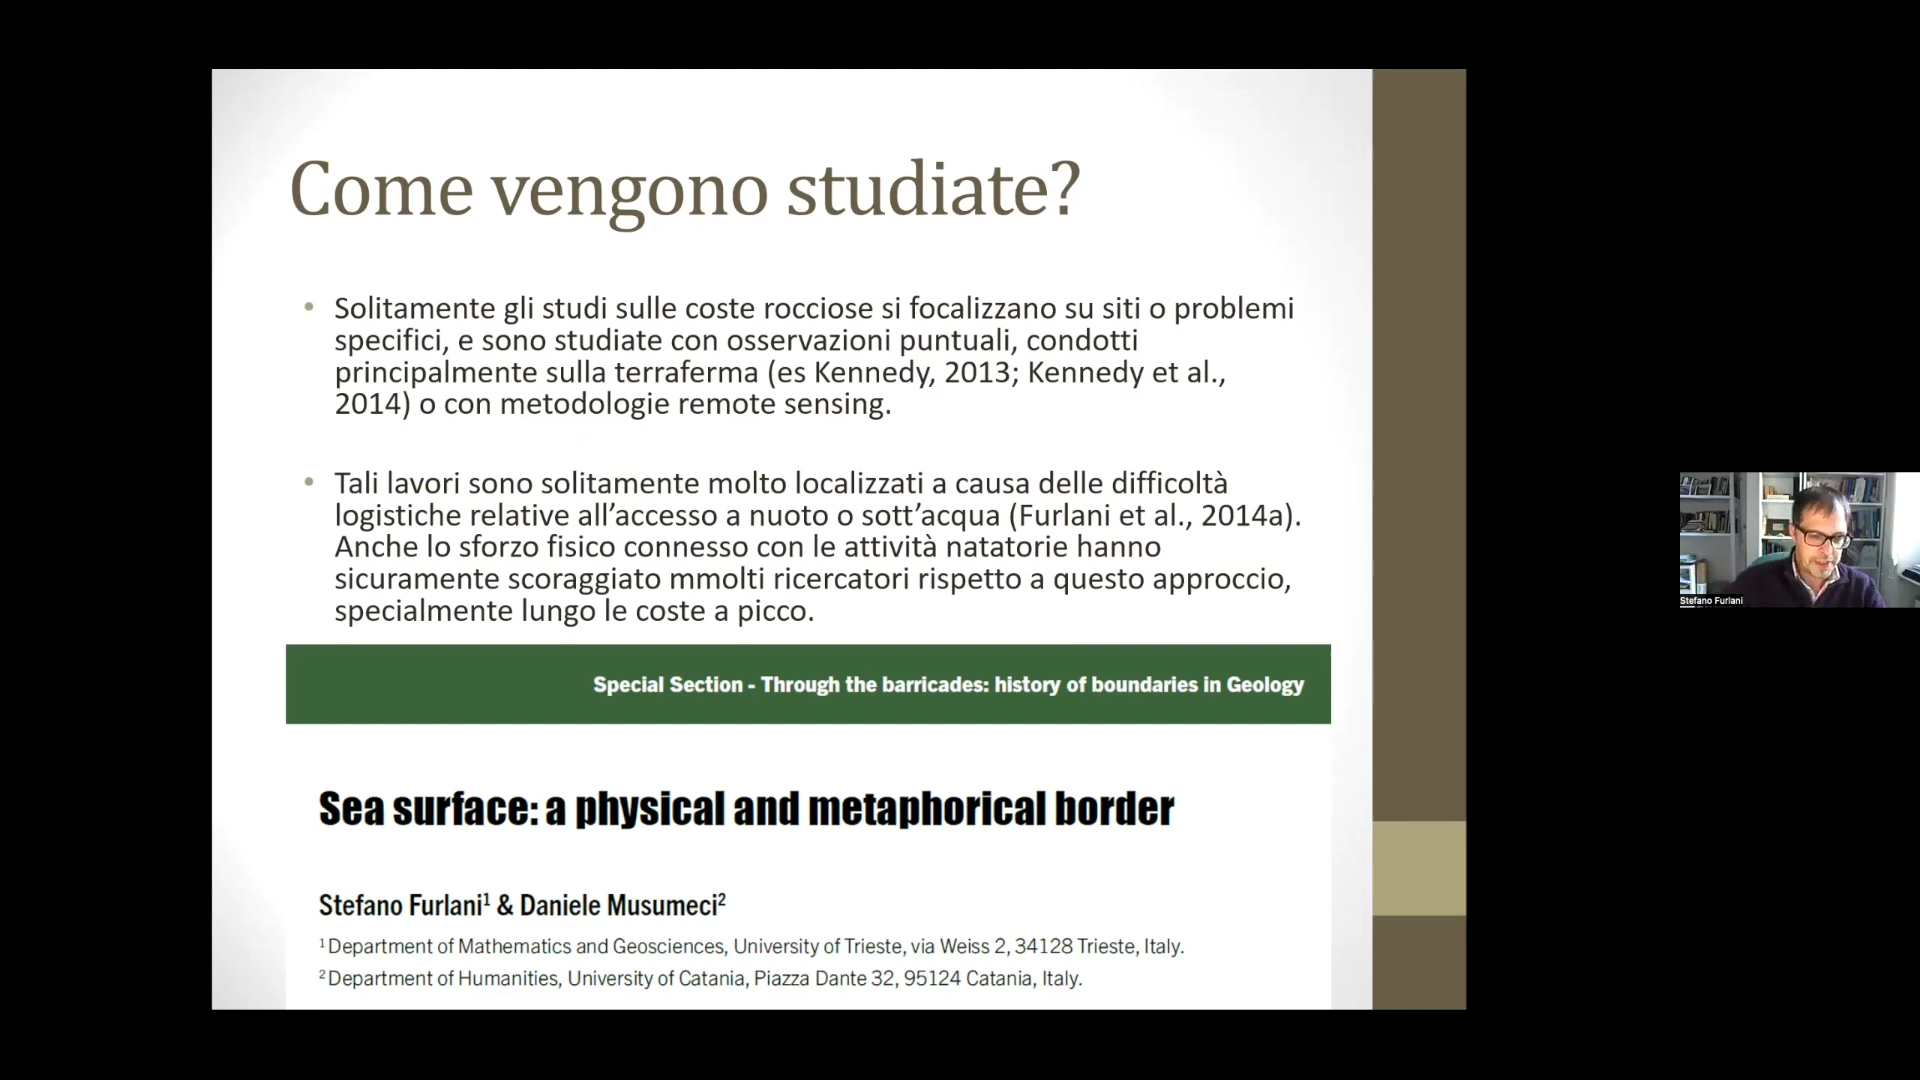 Come vengono studiate?
• Solitamente gli studi sulle coste rocciose si focalizzano su siti o problemi
specifici, e sono studiate con osservazioni puntuali, condotti
principalmente sulla terraferma (es Kennedy, 2013; Kennedy et al.,
2014) o con metodologie remote sensing.
• Tali lavori sono solitamente molto localizzati a causa delle difficoltà
logistiche relative all’accesso a nuoto o sott’acqua (Furlani et al., 2014a).
Anche lo sforzo fisico connesso con le attività natatorie hanno
sicuramente scoraggiato mmolti ricercatori rispetto a questo approccio,
specialmente lungo le coste a picco.
Special Section - Through the barricades: history of boundaries in Geology
Sea surface: a physical and metaphorical border
Stefano Furlani¹ & Daniele Musumeci²
¹ Department of Mathematics and Geosciences, University of Trieste, via Weiss 2, 34128 Trieste, Italy.
² Department of Humanities, University of Catania, Piazza Dante 32, 95124 Catania, Italy.
Stefano Furlani